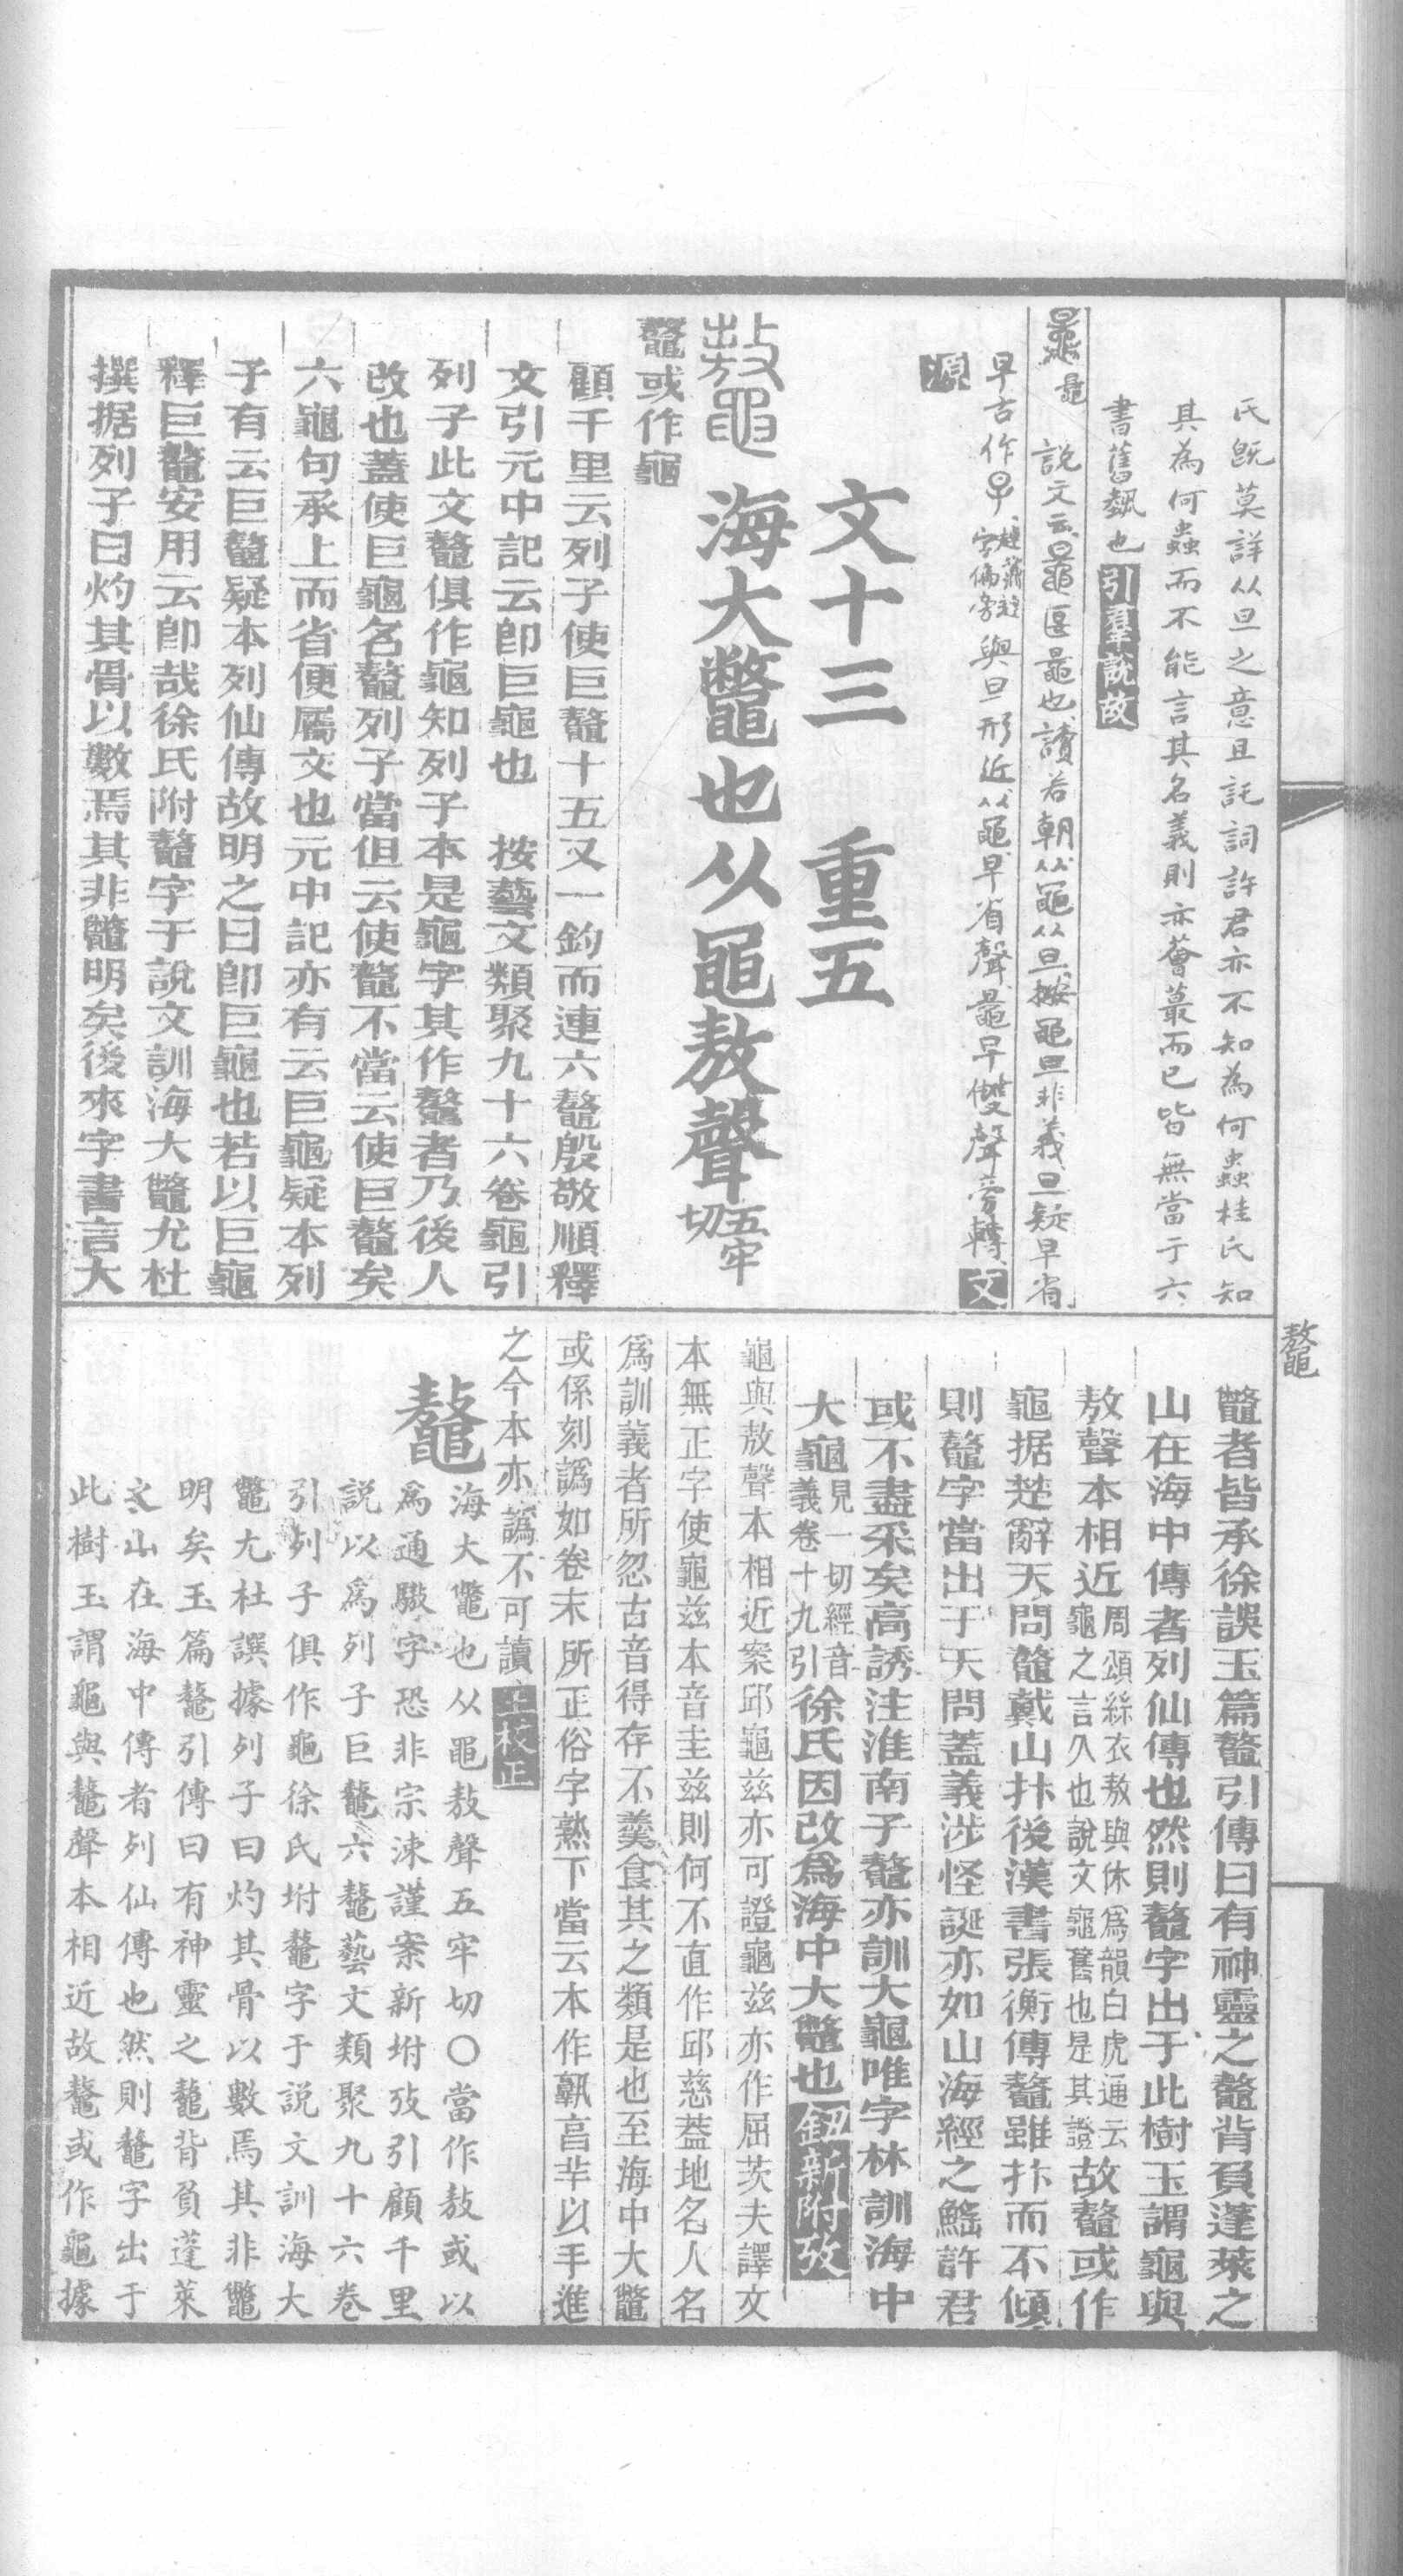 氏旣莫詳从旦之意且託詞許君亦不知為何蟲桂氏知
其為何蟲而不能言其名義則亦薈蕞而已皆無當于六
書舊㼐也引羣說故
鼂 說文云鼂匽鼂也讀若朝从黽从旦按黽旦非義旦疑早省
早古作早字偏旁與旦形近从黽早省聲鼂早雙聲旁轉文
源
文十三 重五
鼇 海大鼈也从黽敖聲五牢切
鼇或作龜
顧千里云列子使巨鼇十五又一釣而連六鼇殷敬順釋
文引元中記云卽巨龜也 按藝文類聚九十六卷龜引
列子此文鼇俱作龜知列子本是龜字其作鼇者乃後人
改也蓋使巨龜名鼇列子當但云使鼇不當云使巨鼇矣
六龜句承上而省便屬文也元中記亦有云巨龜疑本列
子有云巨鼇疑本列仙傳故明之曰卽巨龜也若以巨龜
釋巨鼇安用云卽哉徐氏附鼇字于說文訓海大鼈尤杜
撰据列子曰灼其骨以數焉其非鼈明矣後來字書言大
鼇
鼈者皆承徐誤玉篇鼇引傳曰有神靈之鼇背負蓬萊之
山在海中傳者列仙傳也然則鼇字出于此樹玉謂龜與
敖聲本相近周頌絲衣敖與休爲韻白虎通云龜之言久也說文龜舊也是其證故鼇或作
龜据楚辭天問鼇戴山抃後漢書張衡傳鼇雖抃而不傾
則鼇字當出于天問蓋義涉怪誕亦如山海經之鰩許君
或不盡采矣高誘注淮南子鼇亦訓大龜唯字林訓海中
大龜見一切經音義卷十九引徐氏因改爲海中大鼈也鈕新附攷
龜與敖聲本相近案邱龜兹亦可證龜兹亦作屈茨夫譯文
本無正字使龜兹本音圭兹則何不直作邱慈葢地名人名
爲訓義者所忽古音得存不羹食其之類是也至海中大鼈
或係刻譌如卷末所正俗字熟下當云本作𩏩𣆪𦎫以手進
之今本亦譌不可讀王校正
鼇 海大鼈也从黽敖聲五牢切〇當作敖或以
爲通駁字恐非宗涑謹案新坿攷引顧千里
說以爲列子巨鼇六鼇藝文類聚九十六卷
引列子俱作龜徐氏坿鼇字于說文訓海大
鼈尤杜譔據列子曰灼其骨以數焉其非鼈
明矣玉篇鼇引傳曰有神靈之鼇背負蓬萊
之山在海中傳者列仙傳也然則鼇字出于
此樹玉謂龜與鼇聲本相近故鼇或作龜據